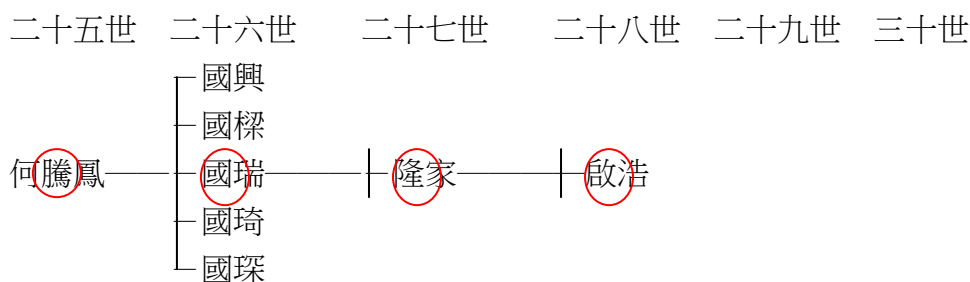 二十五世 二十六世 二十七世 二十八世 二十九世 三十世
國興
國樑
何騰鳳 國瑞 隆家 啟浩
國琦
國琛